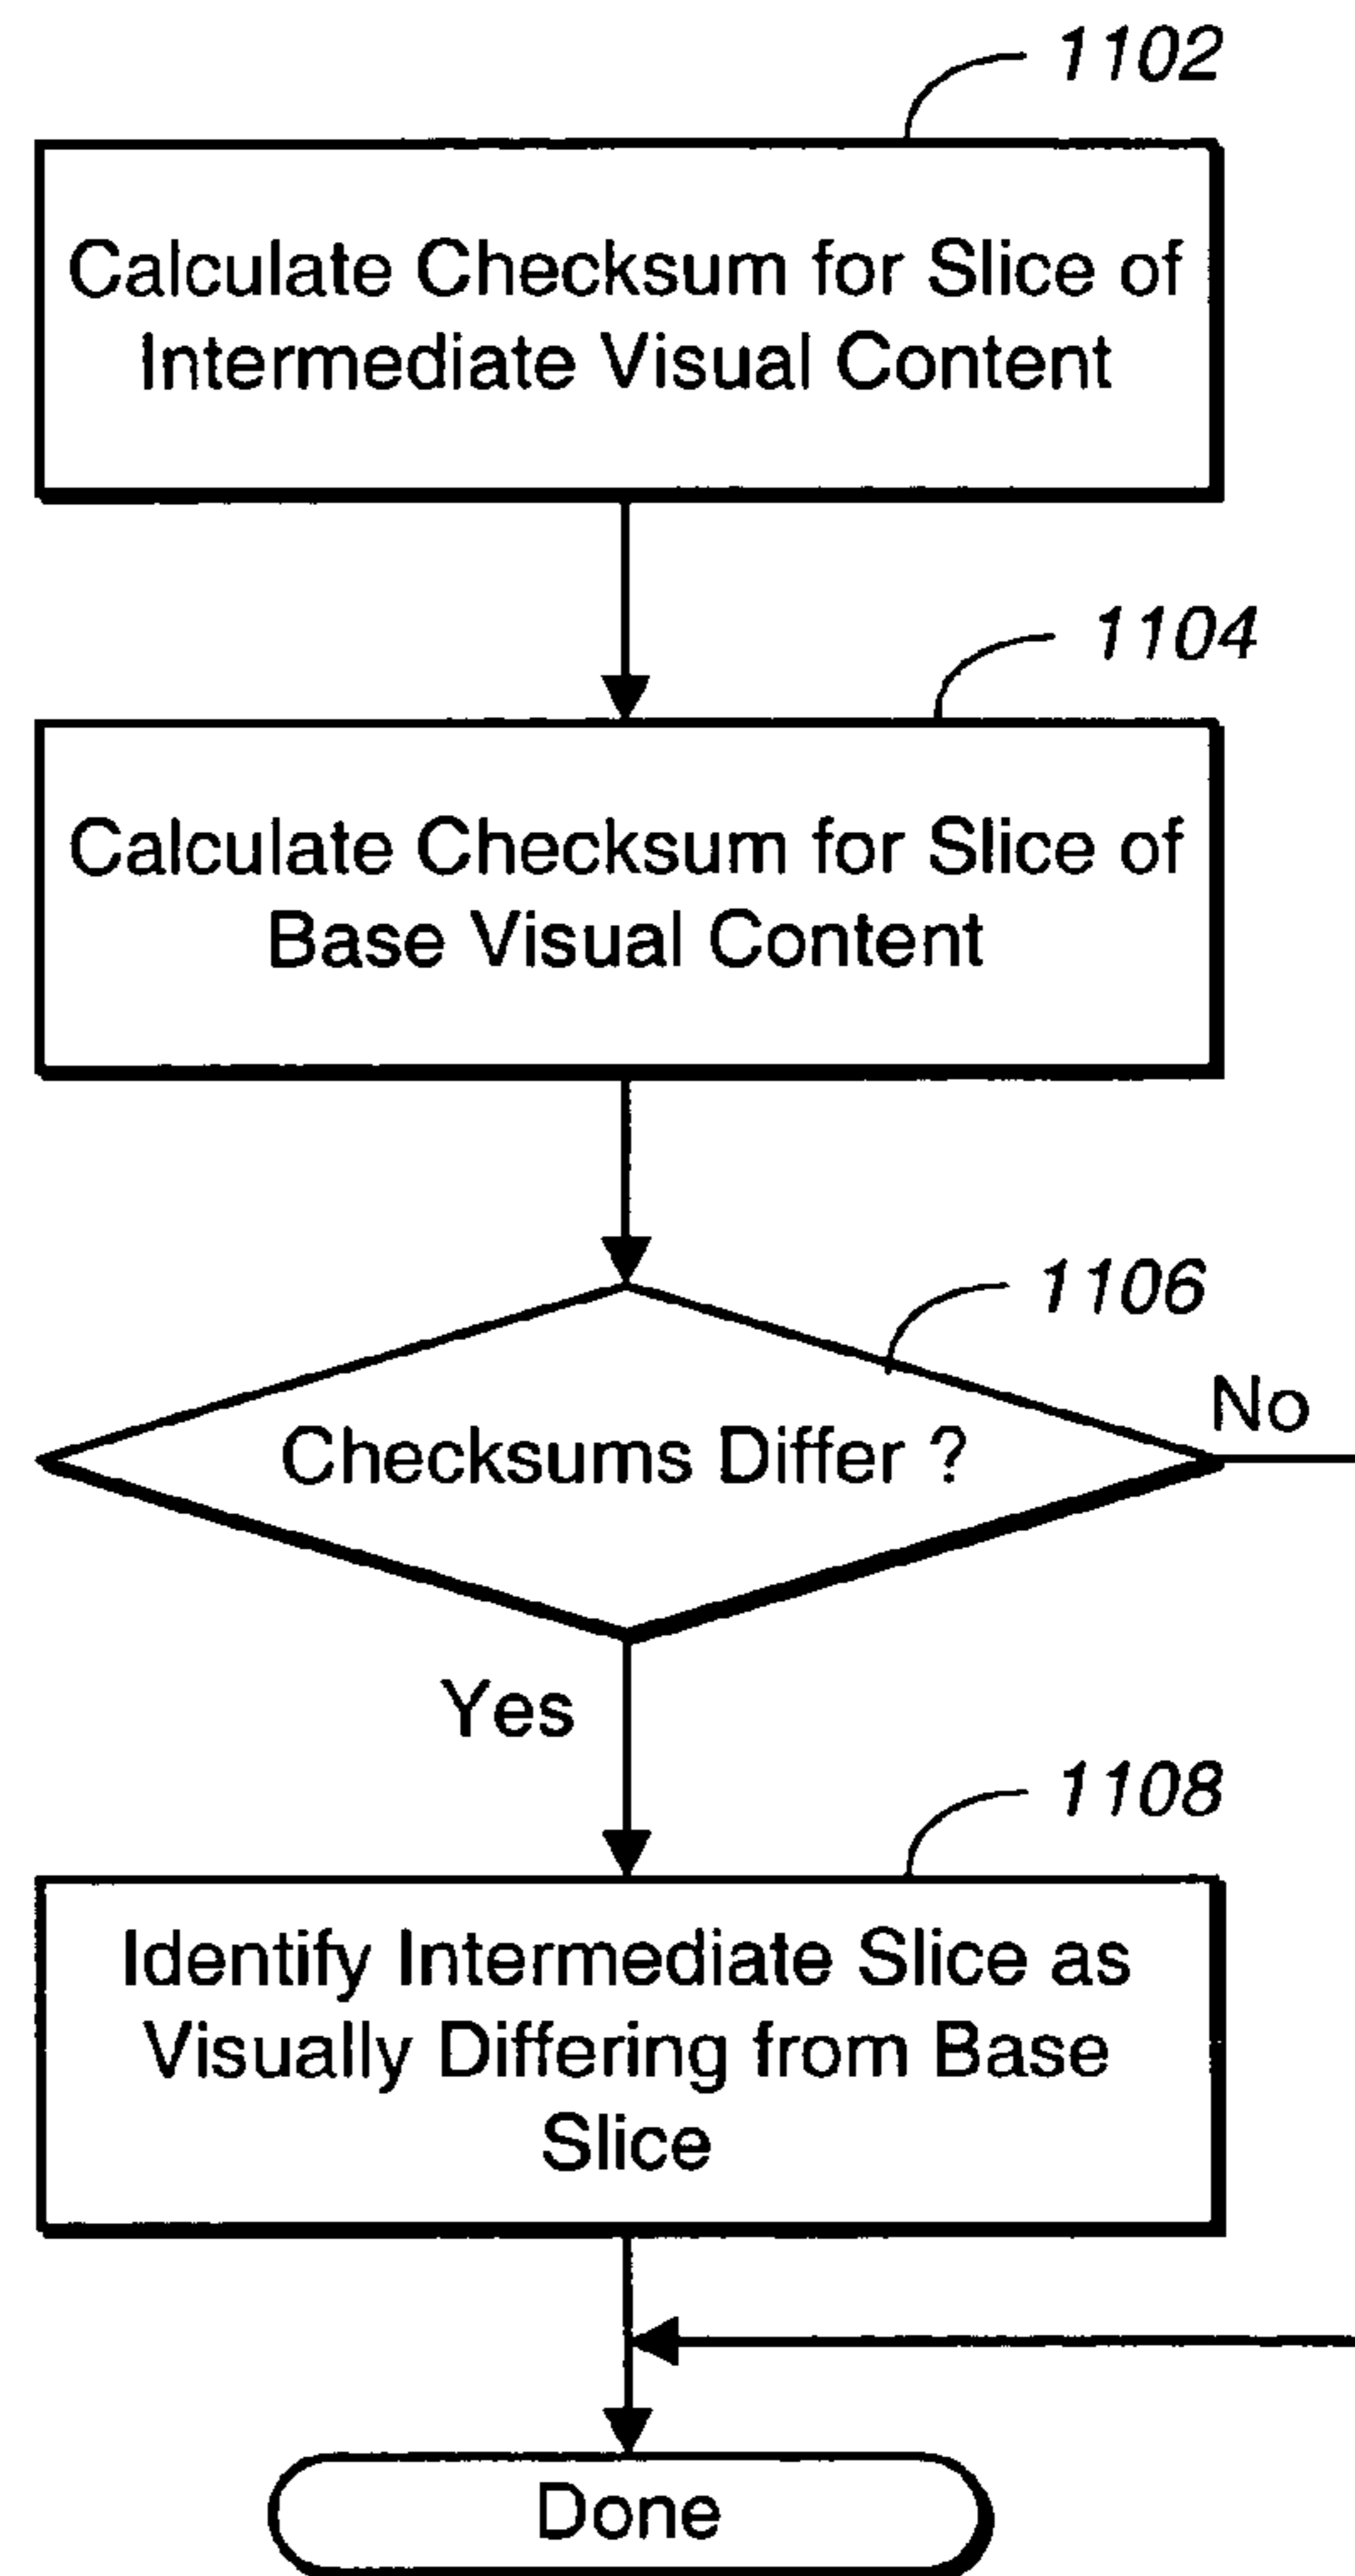 1102
Calculate Checksum for Slice of
Intermediate Visual Content
1104
Calculate Checksum for Slice of
Base Visual Content
1106
Checksums Differ ?
No
Yes
1108
Identify Intermediate Slice as
Visually Differing from Base
Slice
Done